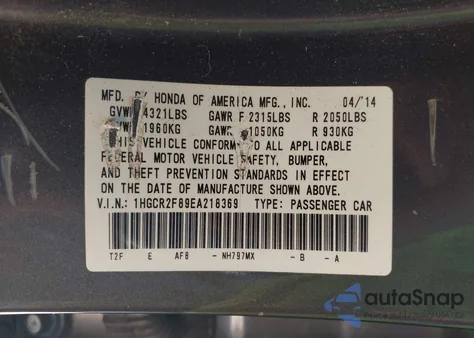 MFD. BY HONDA OF AMERICA MFG., INC. 04/'14
GVWR 4321LBS GAWR F 2315LBS R 2050LBS
GVWR 1960KG GAWR F 1050KG R 930KG
THIS VEHICLE CONFORMS TO ALL APPLICABLE
FEDERAL MOTOR VEHICLE SAFETY, BUMPER,
AND THEFT PREVENTION STANDARDS IN EFFECT
ON THE DATE OF MANUFACTURE SHOWN ABOVE.
V.I.N.: 1HGCR2F89EA218369 TYPE: PASSENGER CAR
T2F E AF8 - NH797MX - B - A
autoSnap